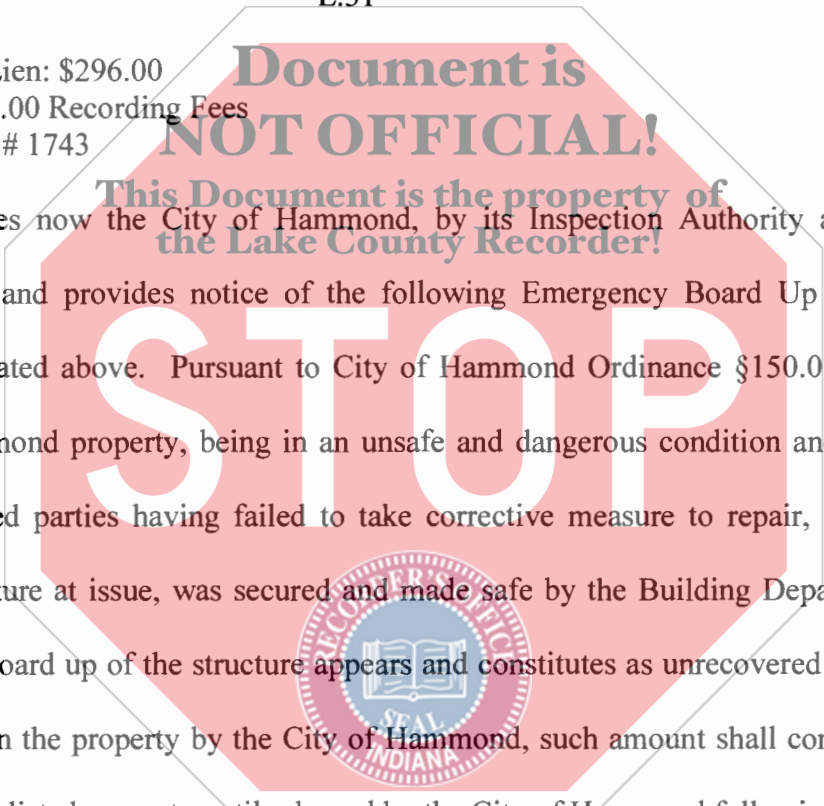 Lien: $296.00
.00 Recording Fees
# 1743
Document is
NOT OFFICIAL!
This Document is the property of
the Lake County Recorder!
es now the City of Hammond, by its Inspection Authority a
and provides notice of the following Emergency Board Up
ated above. Pursuant to City of Hammond Ordinance §150.0
mond property, being in an unsafe and dangerous condition an
ed parties having failed to take corrective measure to repair,
ture at issue, was secured and made safe by the Building Depa
oard up of the structure appears and constitutes as unrecovered
n the property by the City of Hammond, such amount shall con
STOP
RECORDER'S OFFICE
SEAL
INDIANA